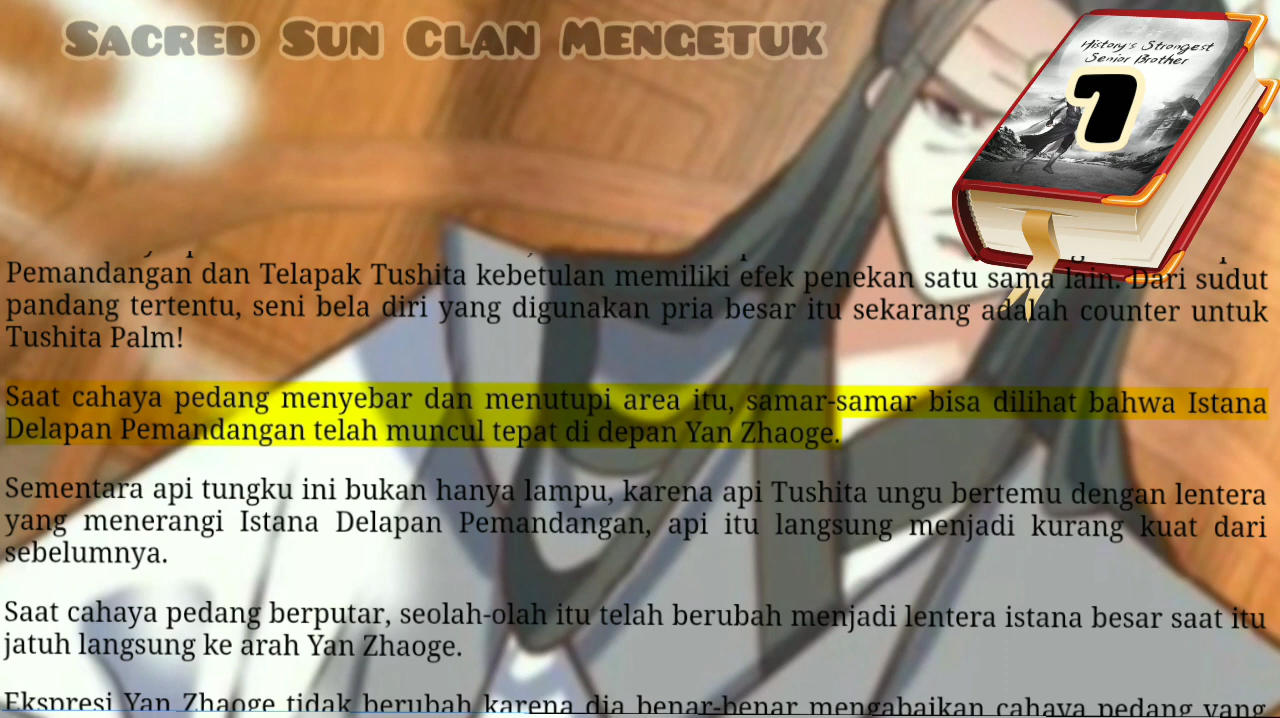 SACRED SUN CLAN MENGETUK
History's Strongest
Senior Brother
7
Pemandangan dan Telapak Tushita kebetulan memiliki efek penekan satu sama lain. Dari sudut
pandang tertentu, seni bela diri yang digunakan pria besar itu sekarang adalah counter untuk
Tushita Palm!
Saat cahaya pedang menyebar dan menutupi area itu, samar-samar bisa dilihat bahwa Istana
Delapan Pemandangan telah muncul tepat di depan Yan Zhaoge.
Sementara api tungku ini bukan hanya lampu, karena api Tushita ungu bertemu dengan lentera
yang menerangi Istana Delapan Pemandangan, api itu langsung menjadi kurang kuat dari
sebelumnya.
Saat cahaya pedang berputar, seolah-olah itu telah berubah menjadi lentera istana besar saat itu
jatuh langsung ke arah Yan Zhaoge.
Ekspresi Yan Zhaoge tidak berubah karena dia benar-benar mengabaikan cahaya pedang yang